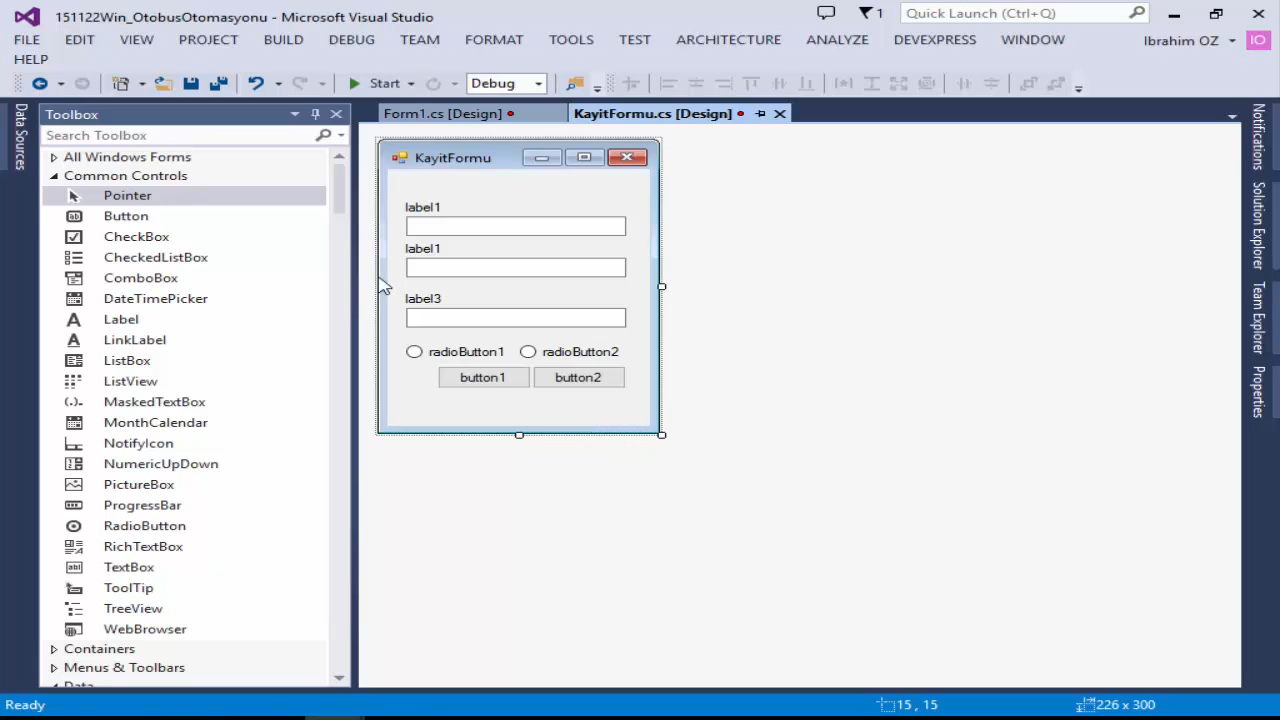 151122Win_OtobusOtomasyonu - Microsoft Visual Studio
1
Quick Launch (Ctrl+Q)
FILE EDIT VIEW PROJECT BUILD DEBUG TEAM FORMAT TOOLS TEST ARCHITECTURE ANALYZE DEVEXPRESS WINDOW
Ibrahim OZ
IO
HELP
Start
Debug
Data Sources
Toolbox
Search Toolbox
All Windows Forms
Common Controls
Pointer
Button
CheckBox
CheckedListBox
ComboBox
DateTimePicker
Label
LinkLabel
ListBox
ListView
MaskedTextBox
MonthCalendar
NotifyIcon
NumericUpDown
PictureBox
ProgressBar
RadioButton
RichTextBox
TextBox
ToolTip
TreeView
WebBrowser
Containers
Menus & Toolbars
Data
Form1.cs [Design]
KayitFormu.cs [Design]
KayitFormu
label1
label1
label3
radioButton1 radioButton2
button1 button2
Notifications
Solution Explorer
Team Explorer
Properties
Ready
15 , 15
226 x 300